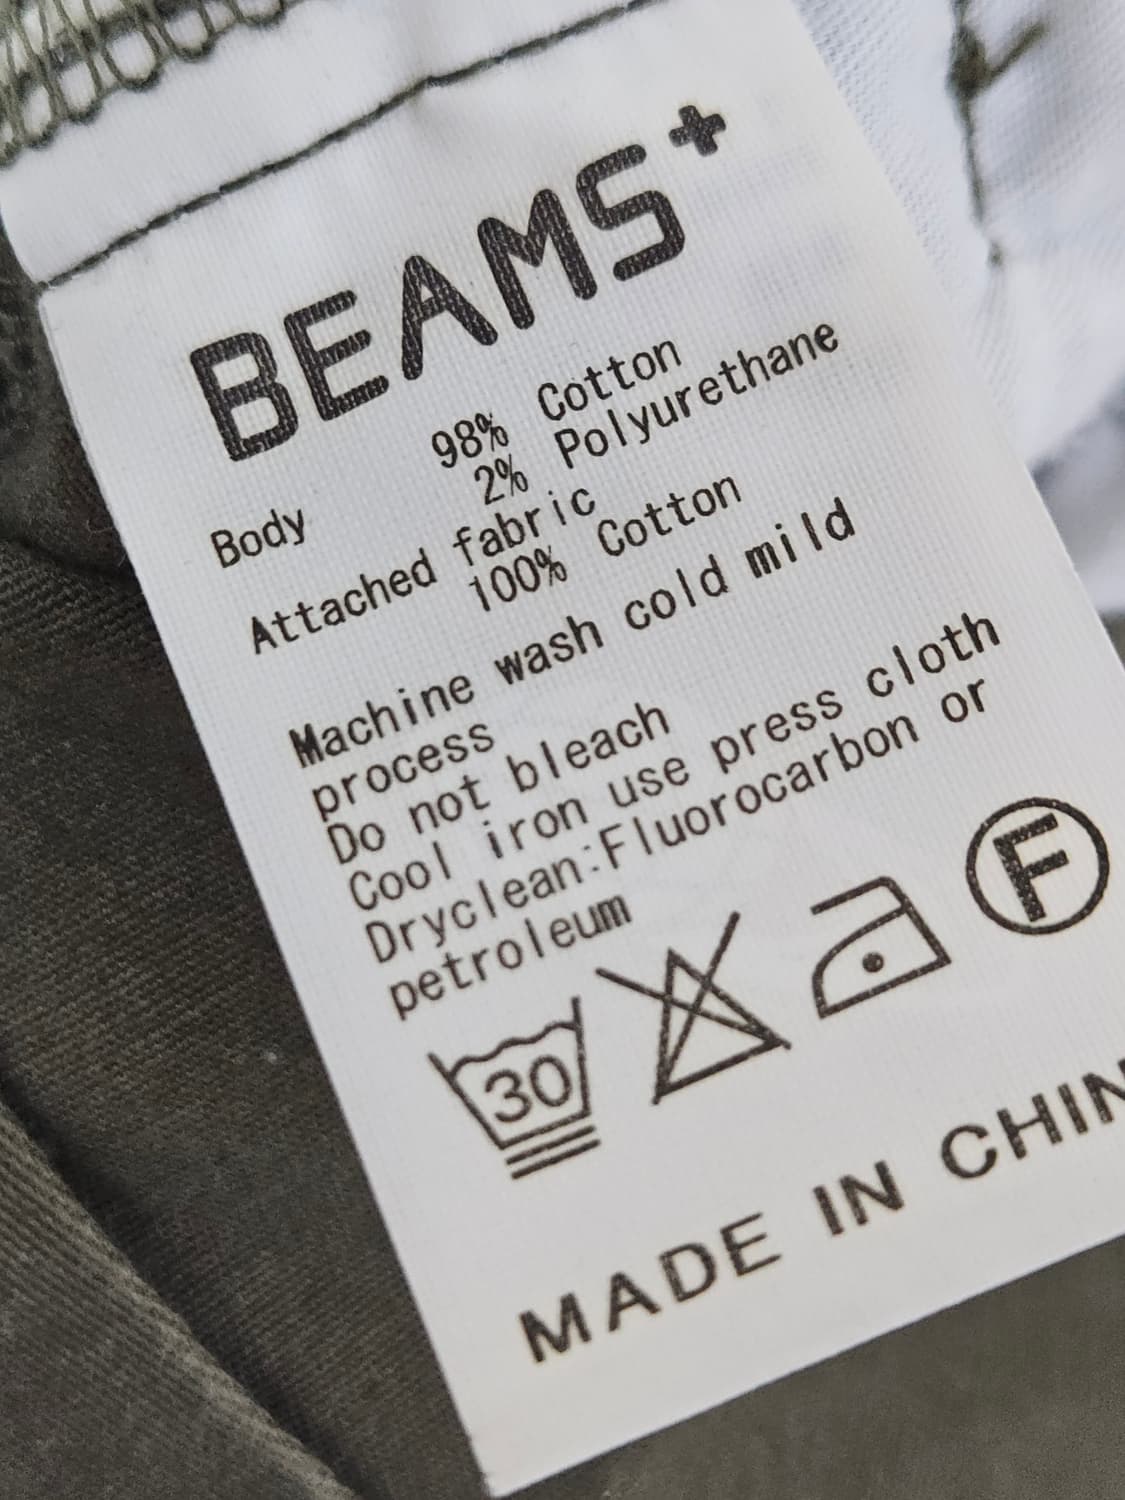 BEAMS+
98% Cotton
Body 2% Polyurethane
Attached fabric
100% Cotton
Machine wash cold mild
process
Do not bleach
Cool iron use press cloth
Dryclean:Fluorocarbon or
petroleum
30 F
MADE IN CHIN